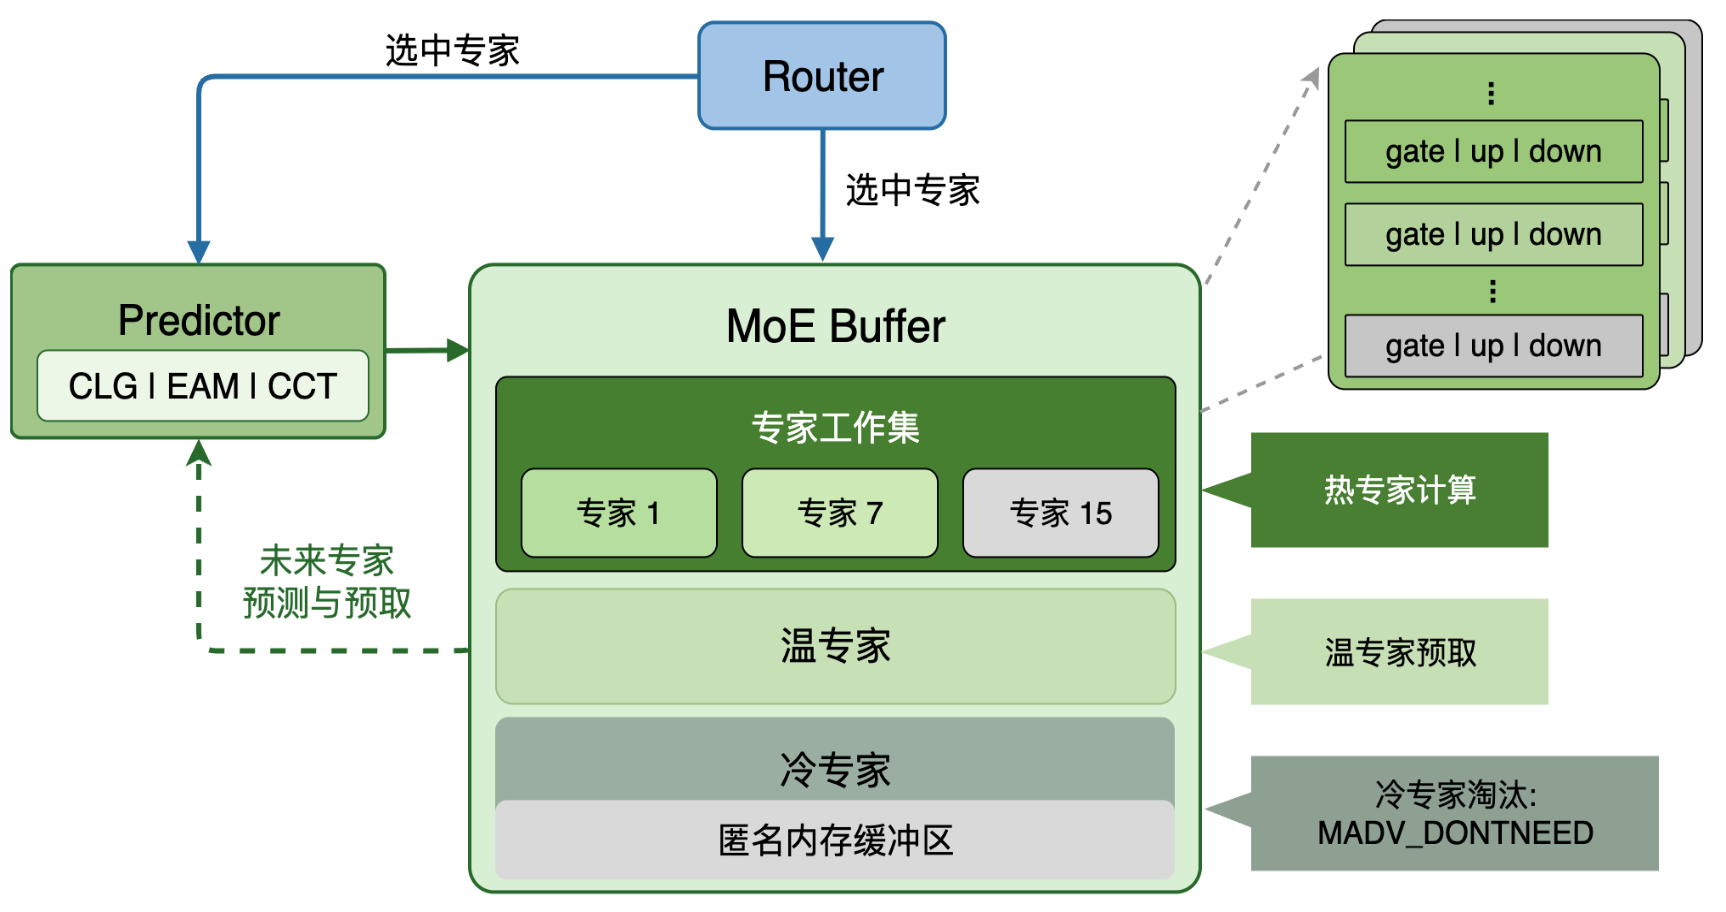 选中专家
Router
选中专家
⋮
gate | up | down
gate | up | down
⋮
gate | up | down
Predictor
CLG | EAM | CCT
MoE Buffer
专家工作集
专家 1
专家 7
专家 15
热专家计算
未来专家
预测与预取
温专家
温专家预取
冷专家
匿名内存缓冲区
冷专家淘汰:
MADV_DONTNEED